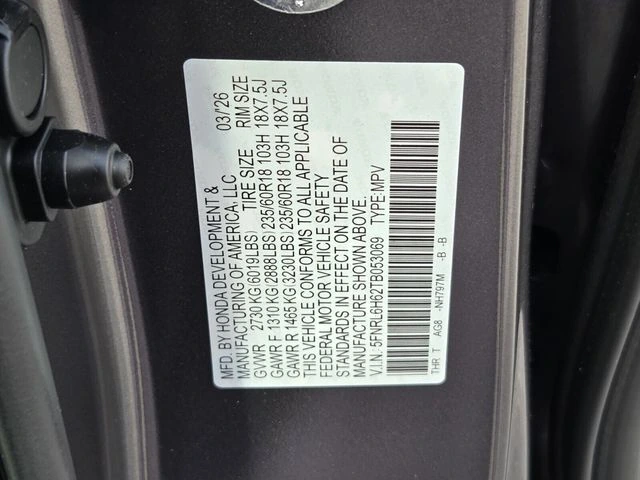 MFD. BY HONDA DEVELOPMENT & 03/'26
MANUFACTURING OF AMERICA, LLC
GVWR 2730 KG(6019LBS) TIRE SIZE RIM SIZE
GAWR F 1310 KG(2888LBS) 235/60R18 103H 18X7.5J
GAWR R 1465 KG(3230LBS) 235/60R18 103H 18X7.5J
THIS VEHICLE CONFORMS TO ALL APPLICABLE
FEDERAL MOTOR VEHICLE SAFETY
STANDARDS IN EFFECT ON THE DATE OF
MANUFACTURE SHOWN ABOVE.
V.I.N. 5FNRL6H62TB053069 TYPE:MPV
THR T AG8 -NH797M -B -B